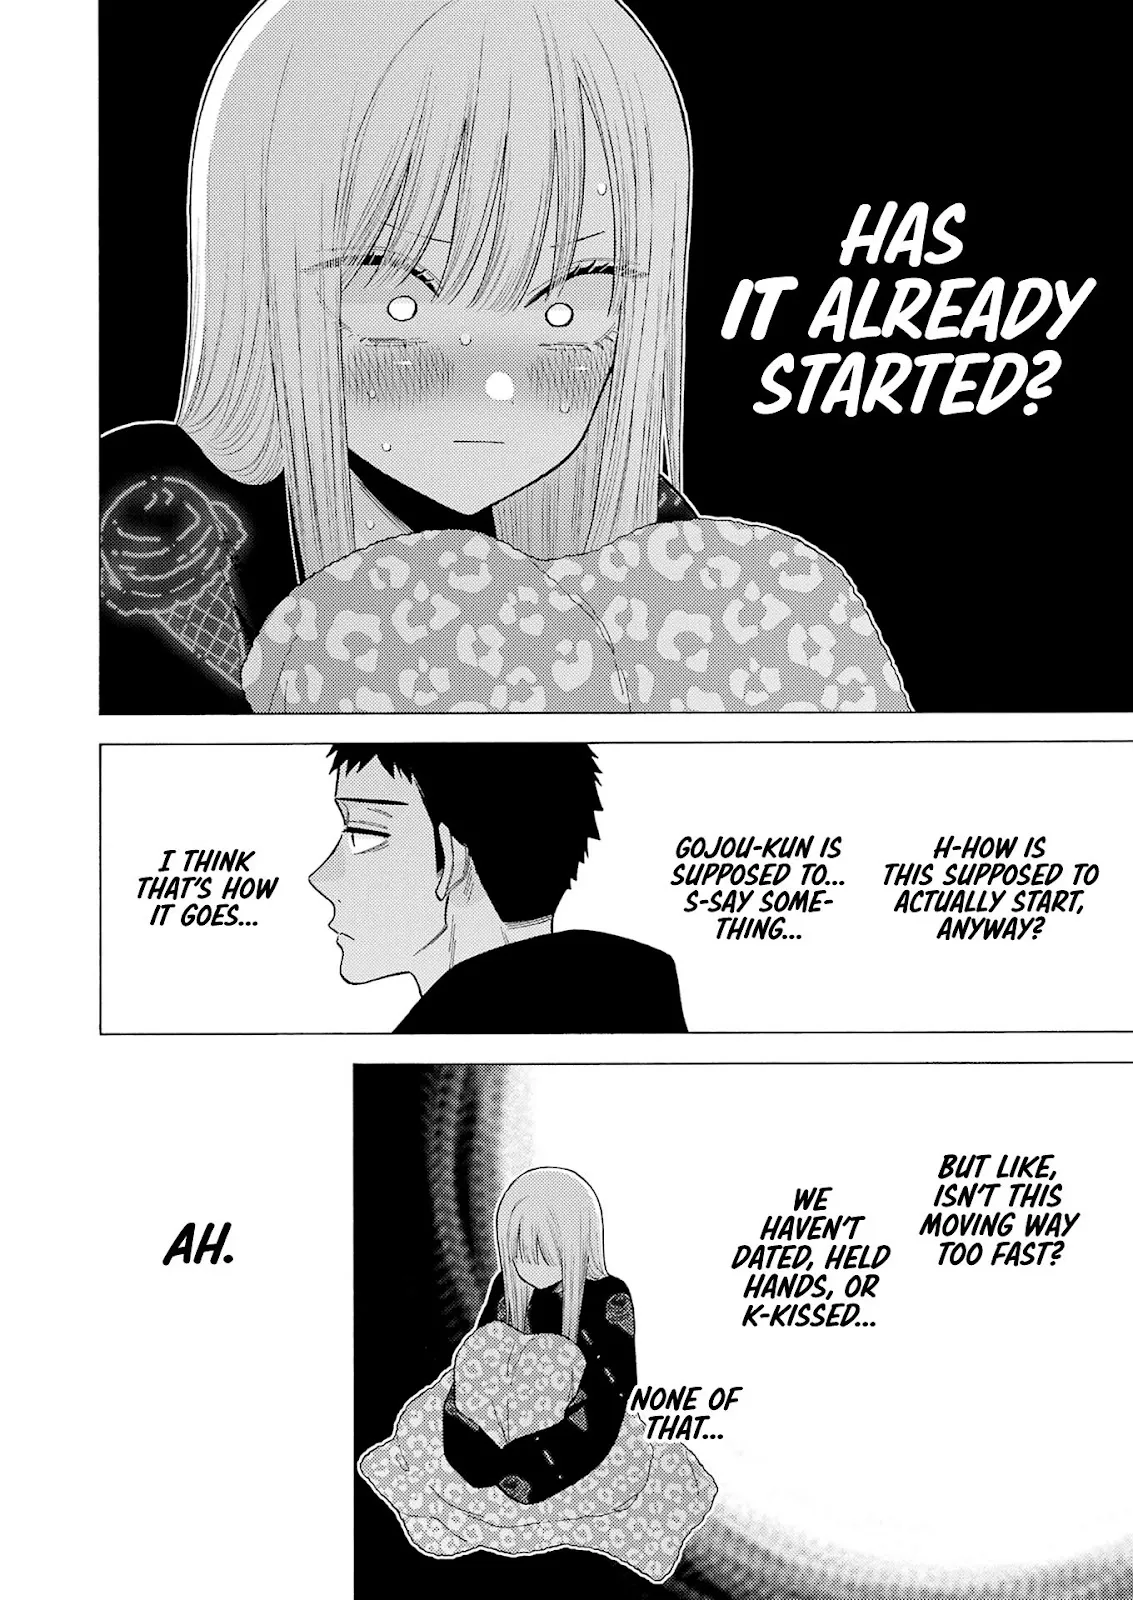 HAS
IT ALREADY
STARTED?
H-HOW IS
THIS SUPPOSED TO
ACTUALLY START,
ANYWAY?
GOJOU-KUN IS
SUPPOSED TO...
S-SAY SOME-
THING...
I THINK
THAT'S HOW
IT GOES...
BUT LIKE,
ISN'T THIS
MOVING WAY
TOO FAST?
WE
HAVEN'T
DATED, HELD
HANDS, OR
K-KISSED...
NONE OF
THAT...
AH.